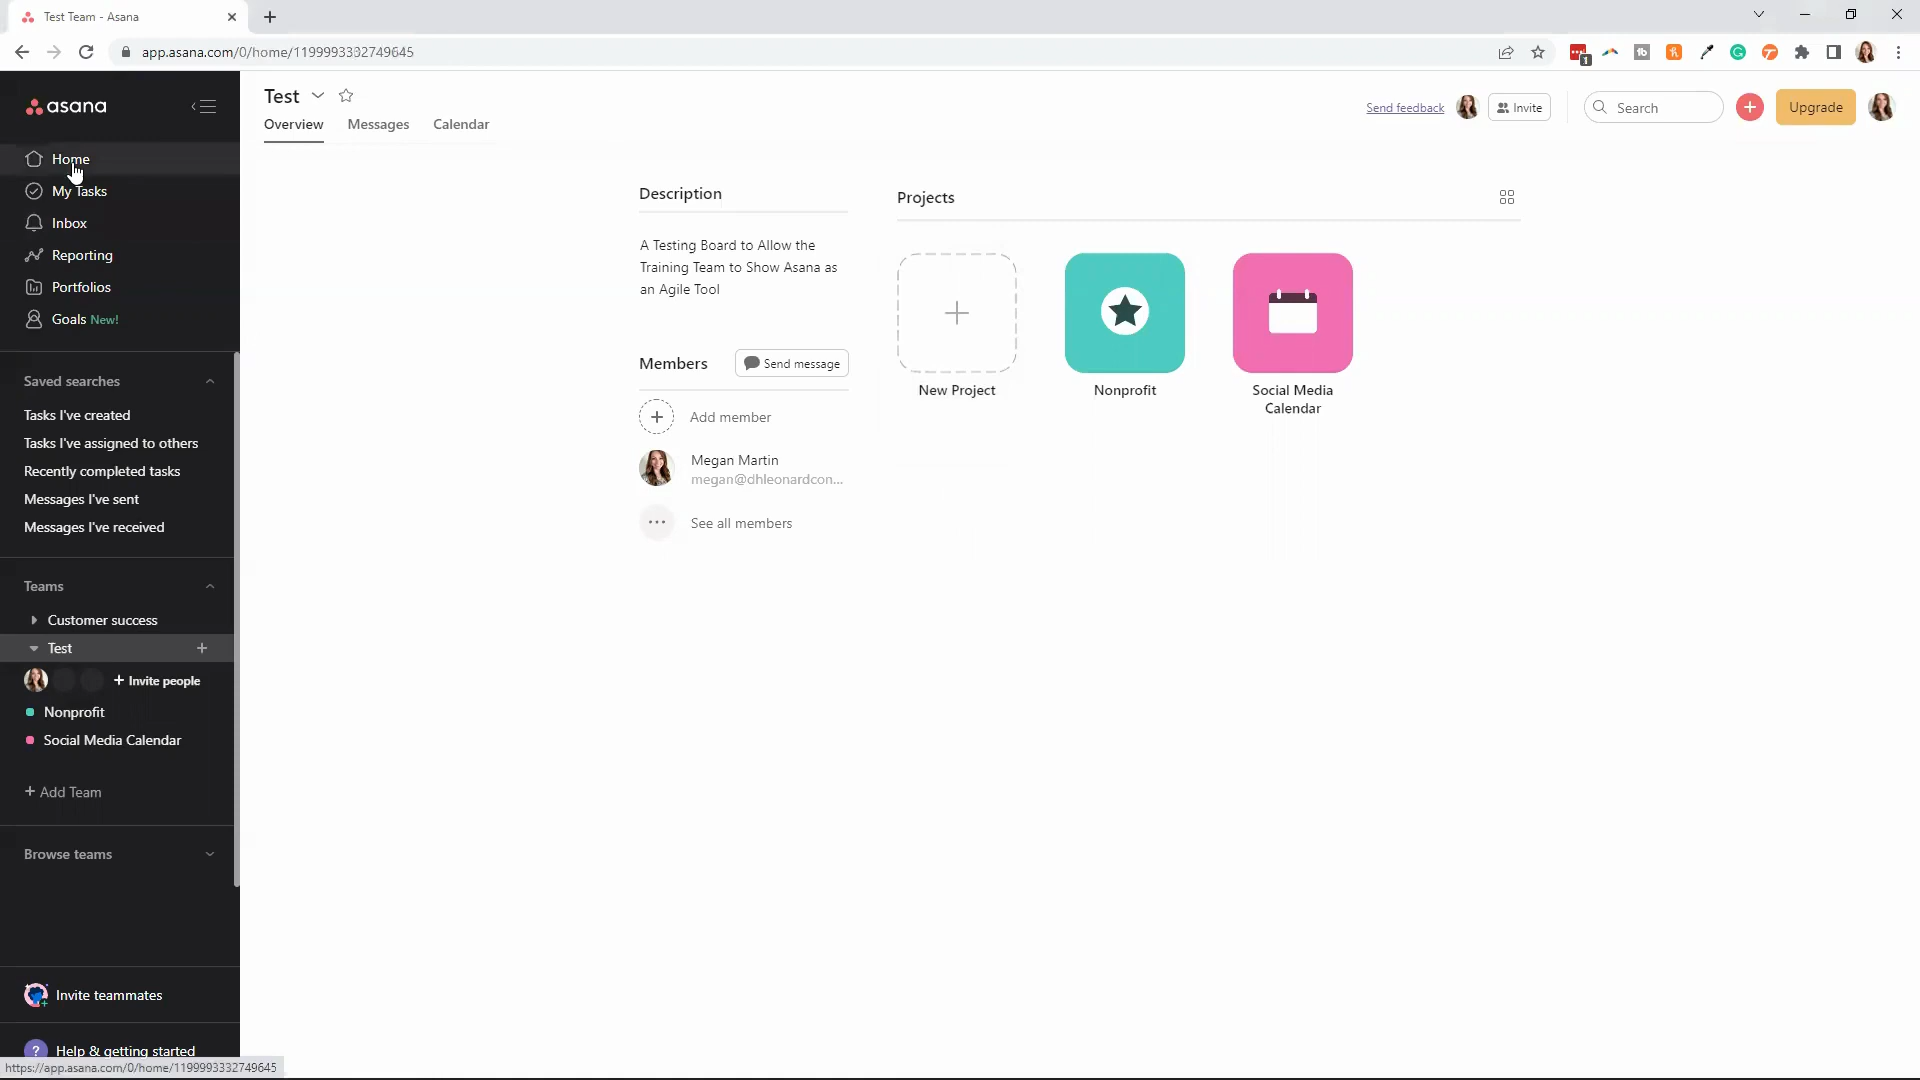 Test Team - Asana
app.asana.com/0/home/1199993332749645
1
tb
asana
Home
My Tasks
Inbox
Reporting
Portfolios
Goals New!
Saved searches
Tasks I've created
Tasks I've assigned to others
Recently completed tasks
Messages I've sent
Messages I've received
Teams
Customer success
Test
+ Invite people
Nonprofit
Social Media Calendar
+ Add Team
Browse teams
Invite teammates
? Help & getting started
https://app.asana.com/0/home/1199993332749645
Test
Overview Messages Calendar
Send feedback Invite Search Upgrade
Description
A Testing Board to Allow the
Training Team to Show Asana as
an Agile Tool
Members Send message
Add member
Megan Martin
megan@dhleonardcon...
See all members
Projects
New Project
Nonprofit
Social Media
Calendar